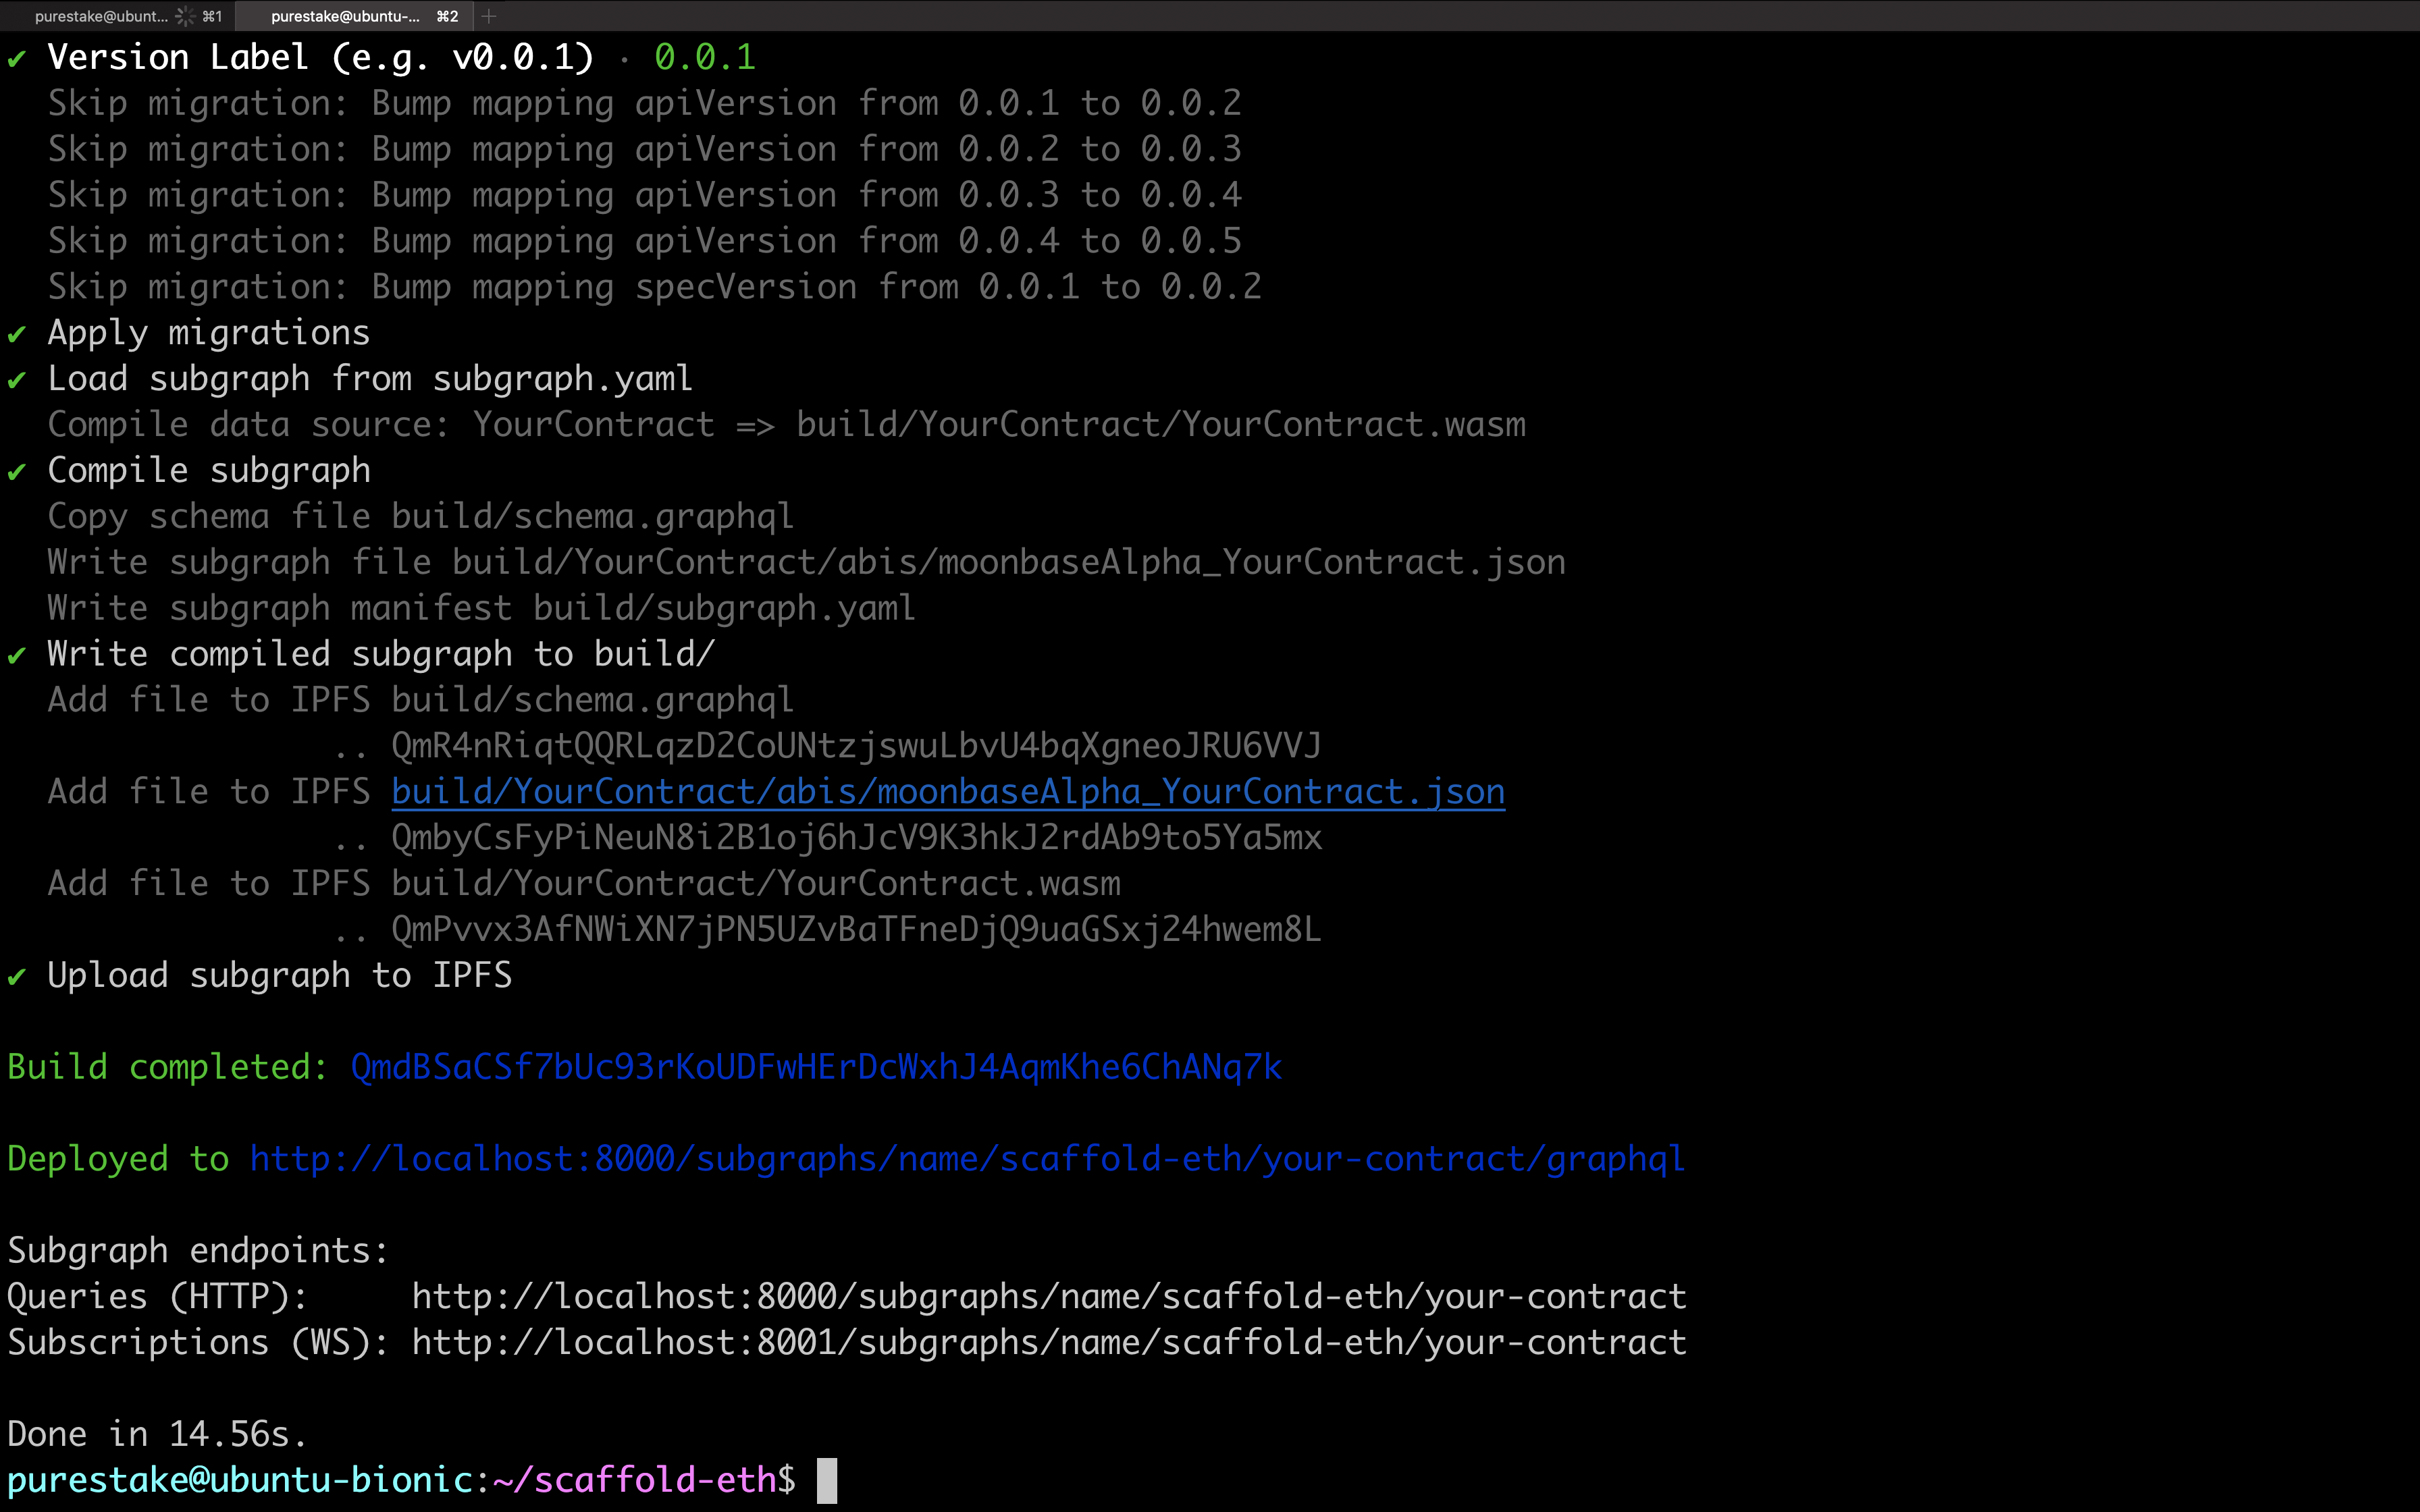 purestake@ubunt... ⌘1 purestake@ubuntu-... ⌘2 +
✔ Version Label (e.g. v0.0.1) · 0.0.1
Skip migration: Bump mapping apiVersion from 0.0.1 to 0.0.2
Skip migration: Bump mapping apiVersion from 0.0.2 to 0.0.3
Skip migration: Bump mapping apiVersion from 0.0.3 to 0.0.4
Skip migration: Bump mapping apiVersion from 0.0.4 to 0.0.5
Skip migration: Bump mapping specVersion from 0.0.1 to 0.0.2
✔ Apply migrations
✔ Load subgraph from subgraph.yaml
Compile data source: YourContract => build/YourContract/YourContract.wasm
✔ Compile subgraph
Copy schema file build/schema.graphql
Write subgraph file build/YourContract/abis/moonbaseAlpha_YourContract.json
Write subgraph manifest build/subgraph.yaml
✔ Write compiled subgraph to build/
Add file to IPFS build/schema.graphql
.. QmR4nRiqtQQRLqzD2CoUNtzjswuLbvU4bqXgneoJRU6VVJ
Add file to IPFS build/YourContract/abis/moonbaseAlpha_YourContract.json
.. QmbyCsFyPiNeuN8i2B1oj6hJcV9K3hkJ2rdAb9to5Ya5mx
Add file to IPFS build/YourContract/YourContract.wasm
.. QmPvvx3AfNWiXN7jPN5UZvBaTFneDjQ9uaGSxj24hwem8L
✔ Upload subgraph to IPFS
Build completed: QmdBSaCSf7bUc93rKoUDFwHErDcWxhJ4AqmKhe6ChANq7k
Deployed to http://localhost:8000/subgraphs/name/scaffold-eth/your-contract/graphql
Subgraph endpoints:
Queries (HTTP): http://localhost:8000/subgraphs/name/scaffold-eth/your-contract
Subscriptions (WS): http://localhost:8001/subgraphs/name/scaffold-eth/your-contract
Done in 14.56s.
purestake@ubuntu-bionic:~/scaffold-eth$